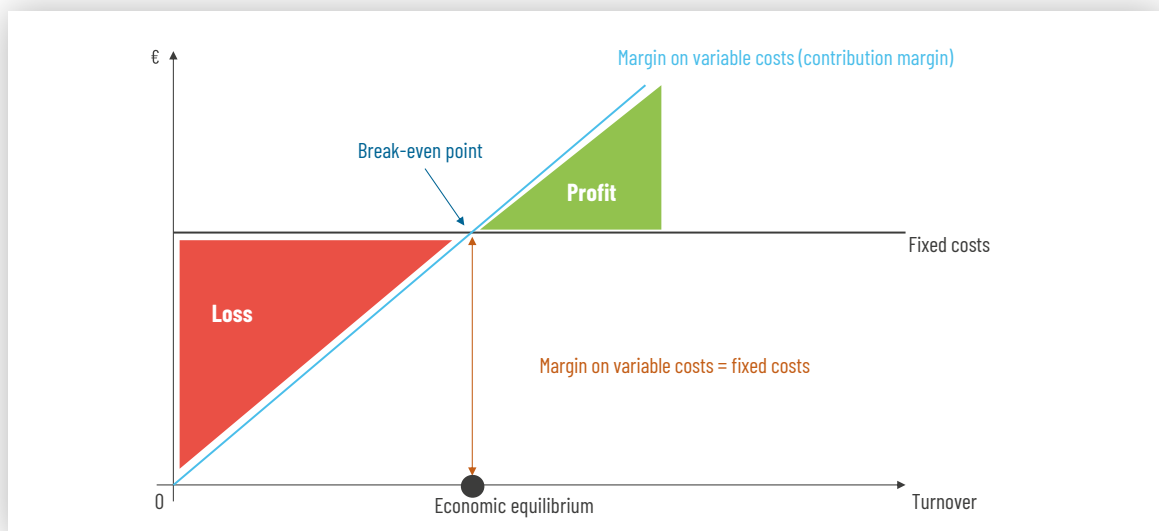 €
Margin on variable costs (contribution margin)
Break-even point
Profit
Fixed costs
Loss
Margin on variable costs = fixed costs
0
Economic equilibrium
Turnover